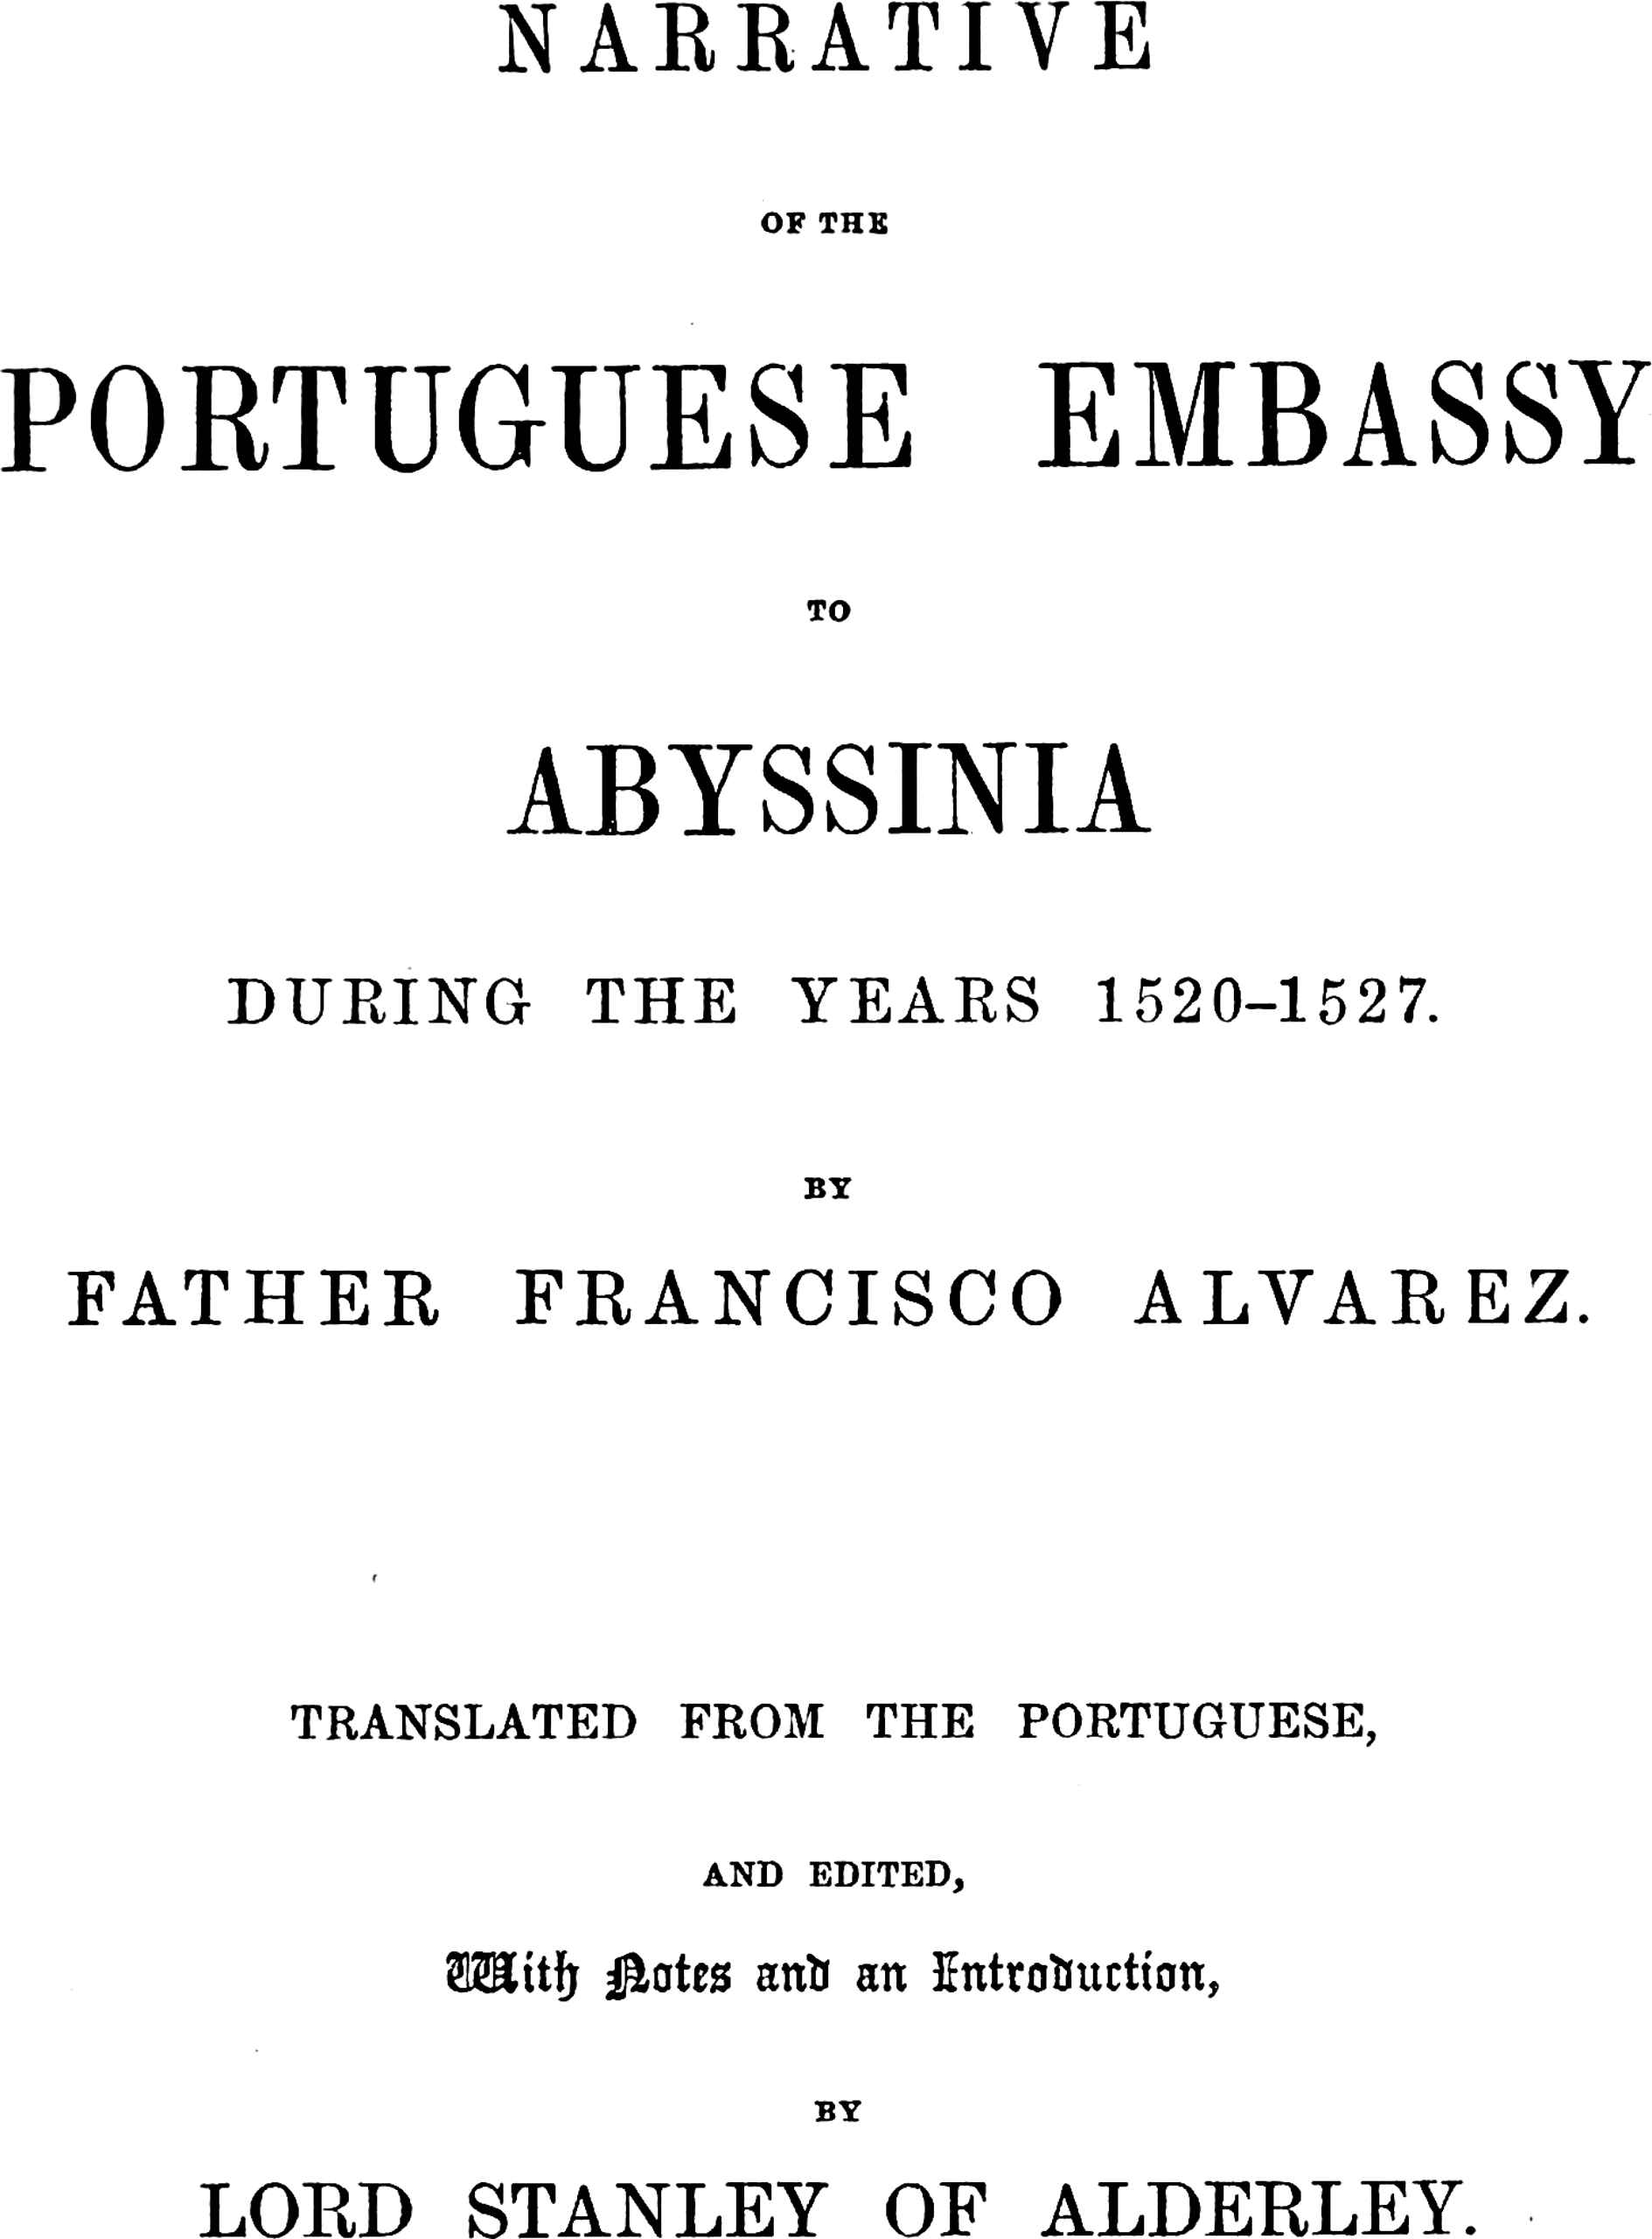 NARRATIVE
OF THE
PORTUGUESE EMBASSY
TO
ABYSSINIA
DURING THE YEARS 1520–1527.
BY
FATHER FRANCISCO ALVAREZ.
TRANSLATED FROM THE PORTUGUESE,
AND EDITED,
With Notes and an Introduction,
BY
LORD STANLEY OF ALDERLEY.